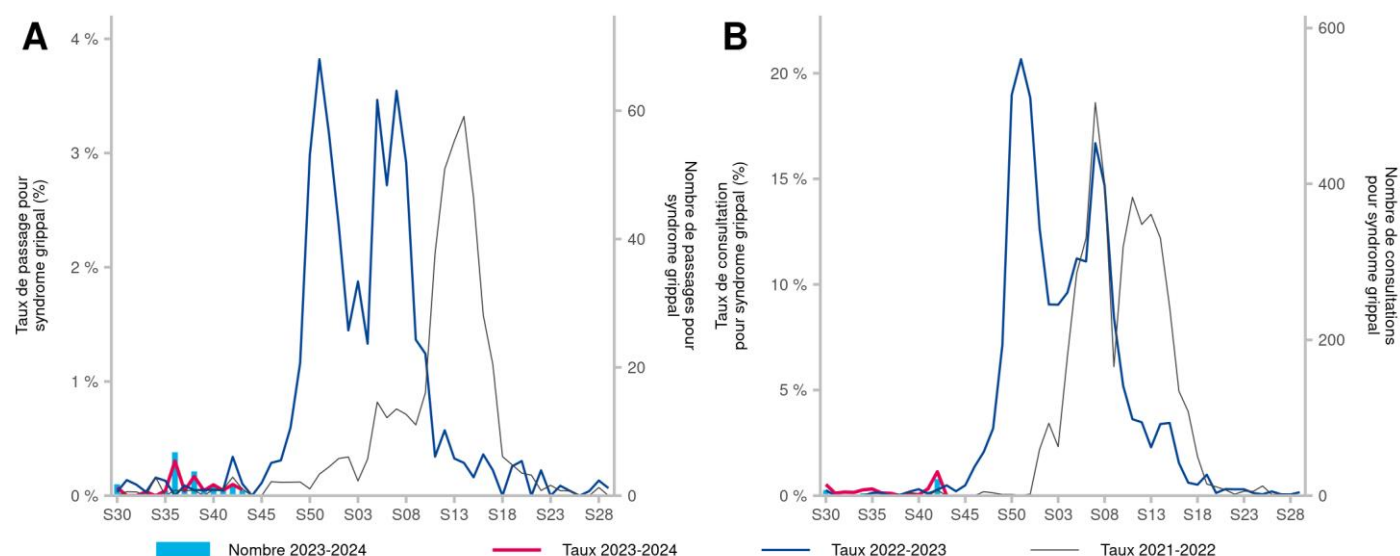 A
B
4 %
3 %
2 %
1 %
0 %
Taux de passage pour
syndrome grippal (%)
60
40
20
0
Nombre de passages pour
syndrome grippal
S30 S35 S40 S45 S50 S03 S08 S13 S18 S23 S28
20 %
15 %
10 %
5 %
0 %
Taux de consultation
pour syndrome grippal (%)
600
400
200
0
Nombre de consultations
pour syndrome grippal
S30 S35 S40 S45 S50 S03 S08 S13 S18 S23 S28
Nombre 2023-2024 Taux 2023-2024 Taux 2022-2023 Taux 2021-2022